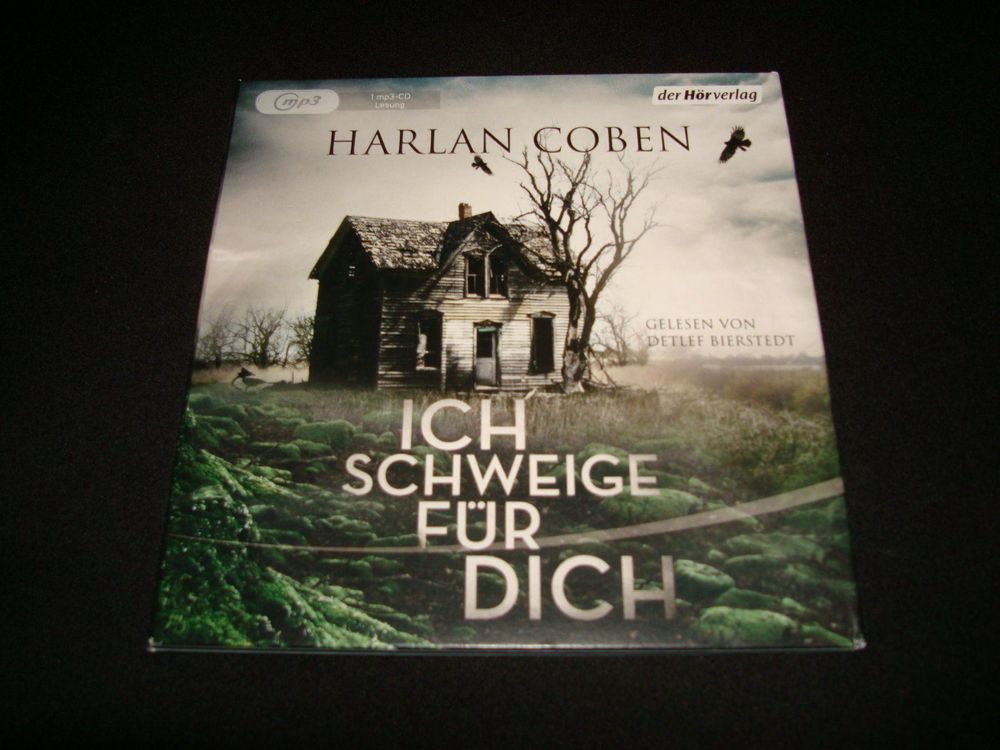 mp3
1 mp3-CD
Lesung
der Hörverlag
HARLAN COBEN
GELESEN VON
DETLEF BIERSTEDT
ICH
SCHWEIGE
FÜR
DICH